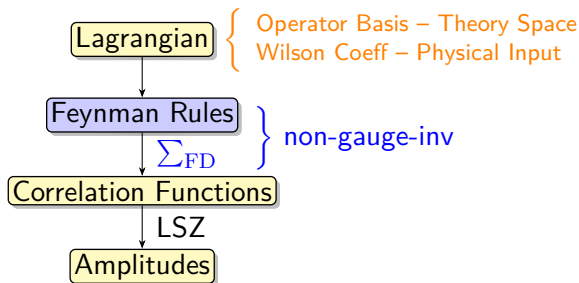 Lagrangian
Operator Basis – Theory Space
Wilson Coeff – Physical Input
Feynman Rules
∑FD
non-gauge-inv
Correlation Functions
LSZ
Amplitudes